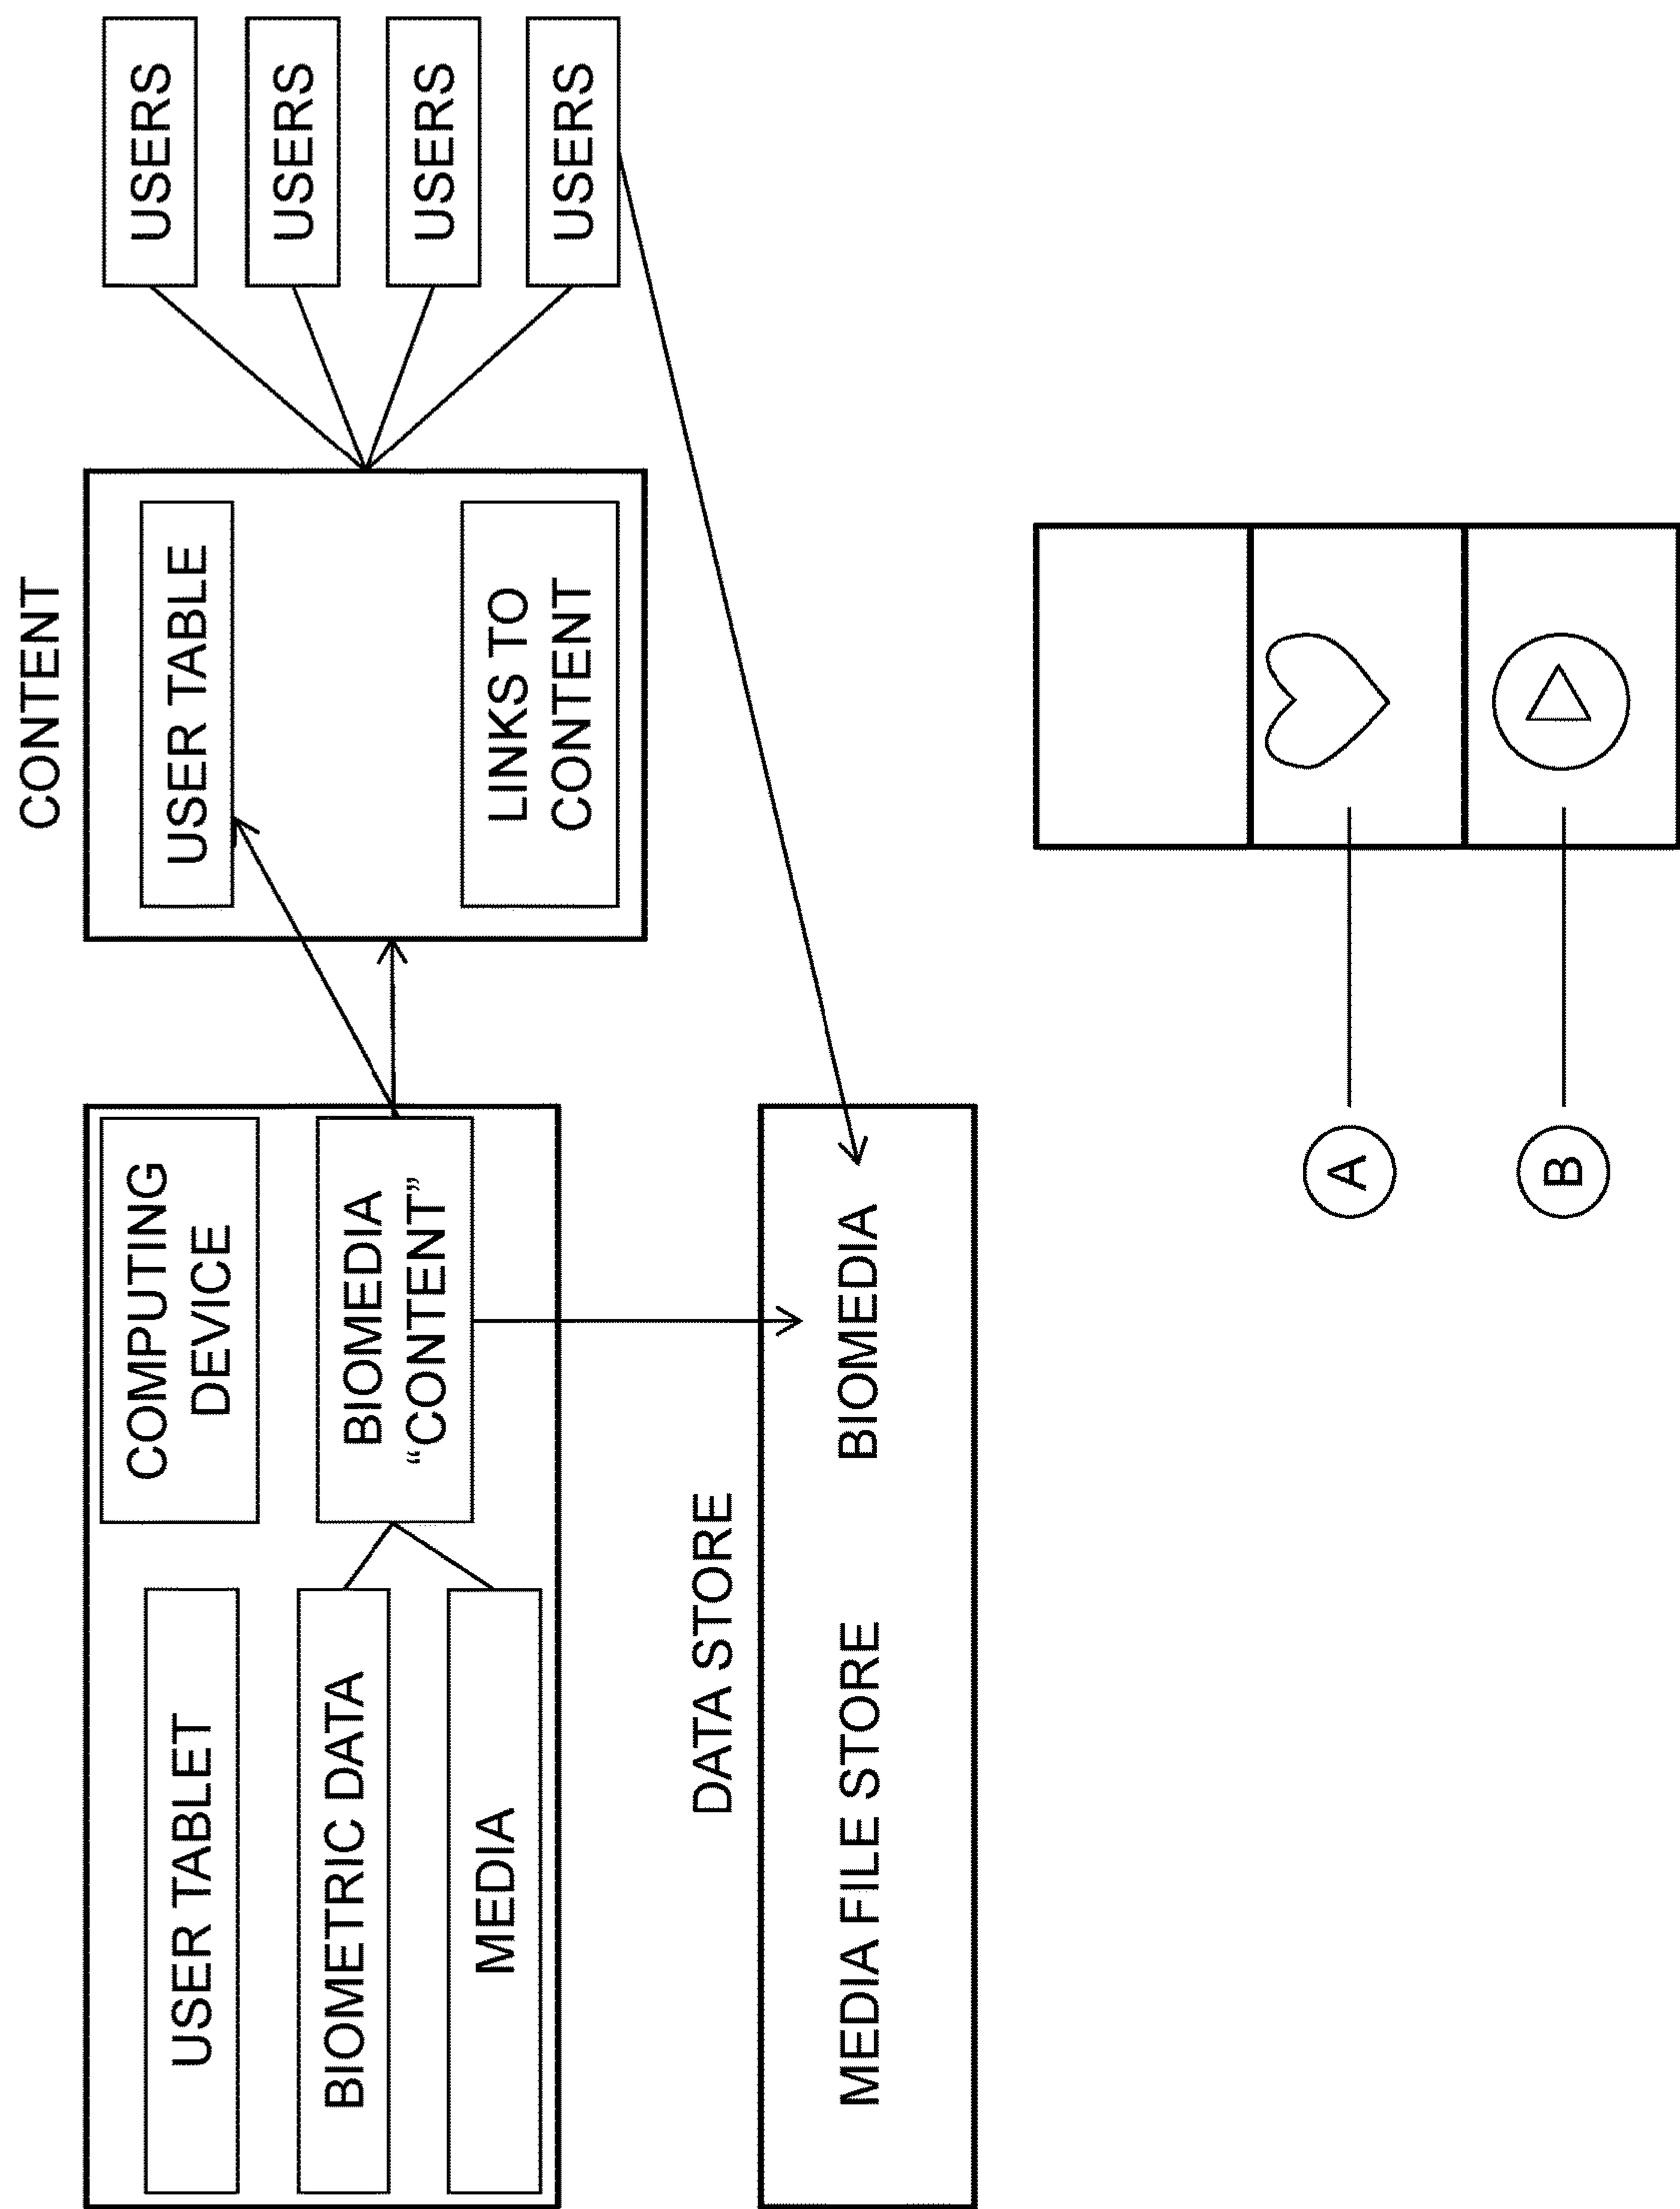 CONTENT
USER TABLET
COMPUTING
DEVICE
BIOMETRIC DATA
MEDIA
BIOMEDIA
“CONTENT”
USER TABLE
LINKS TO
CONTENT
USERS
USERS
USERS
USERS
DATA STORE
MEDIA FILE STORE
BIOMEDIA
A
B